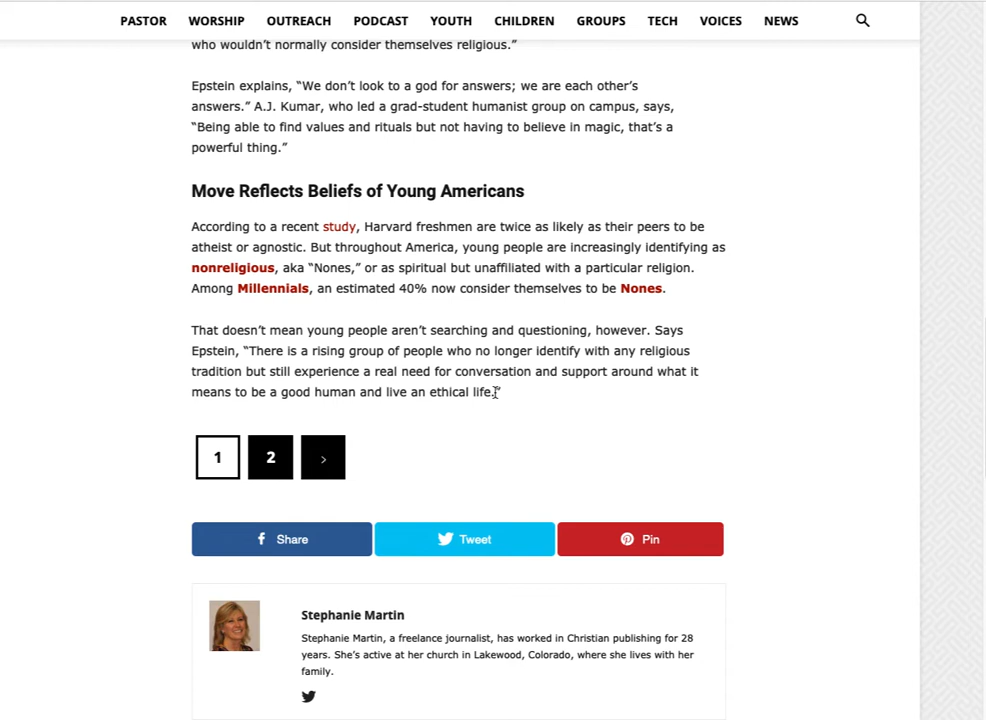 PASTOR WORSHIP OUTREACH PODCAST YOUTH CHILDREN GROUPS TECH VOICES NEWS
who wouldn’t normally consider themselves religious.”
Epstein explains, “We don’t look to a god for answers; we are each other’s
answers.” A.J. Kumar, who led a grad-student humanist group on campus, says,
“Being able to find values and rituals but not having to believe in magic, that’s a
powerful thing.”
Move Reflects Beliefs of Young Americans
According to a recent study, Harvard freshmen are twice as likely as their peers to be
atheist or agnostic. But throughout America, young people are increasingly identifying as
nonreligious, aka “Nones,” or as spiritual but unaffiliated with a particular religion.
Among Millennials, an estimated 40% now consider themselves to be Nones.
That doesn’t mean young people aren’t searching and questioning, however. Says
Epstein, “There is a rising group of people who no longer identify with any religious
tradition but still experience a real need for conversation and support around what it
means to be a good human and live an ethical life.”
1 2 >
Share Tweet Pin
Stephanie Martin
Stephanie Martin, a freelance journalist, has worked in Christian publishing for 28
years. She’s active at her church in Lakewood, Colorado, where she lives with her
family.